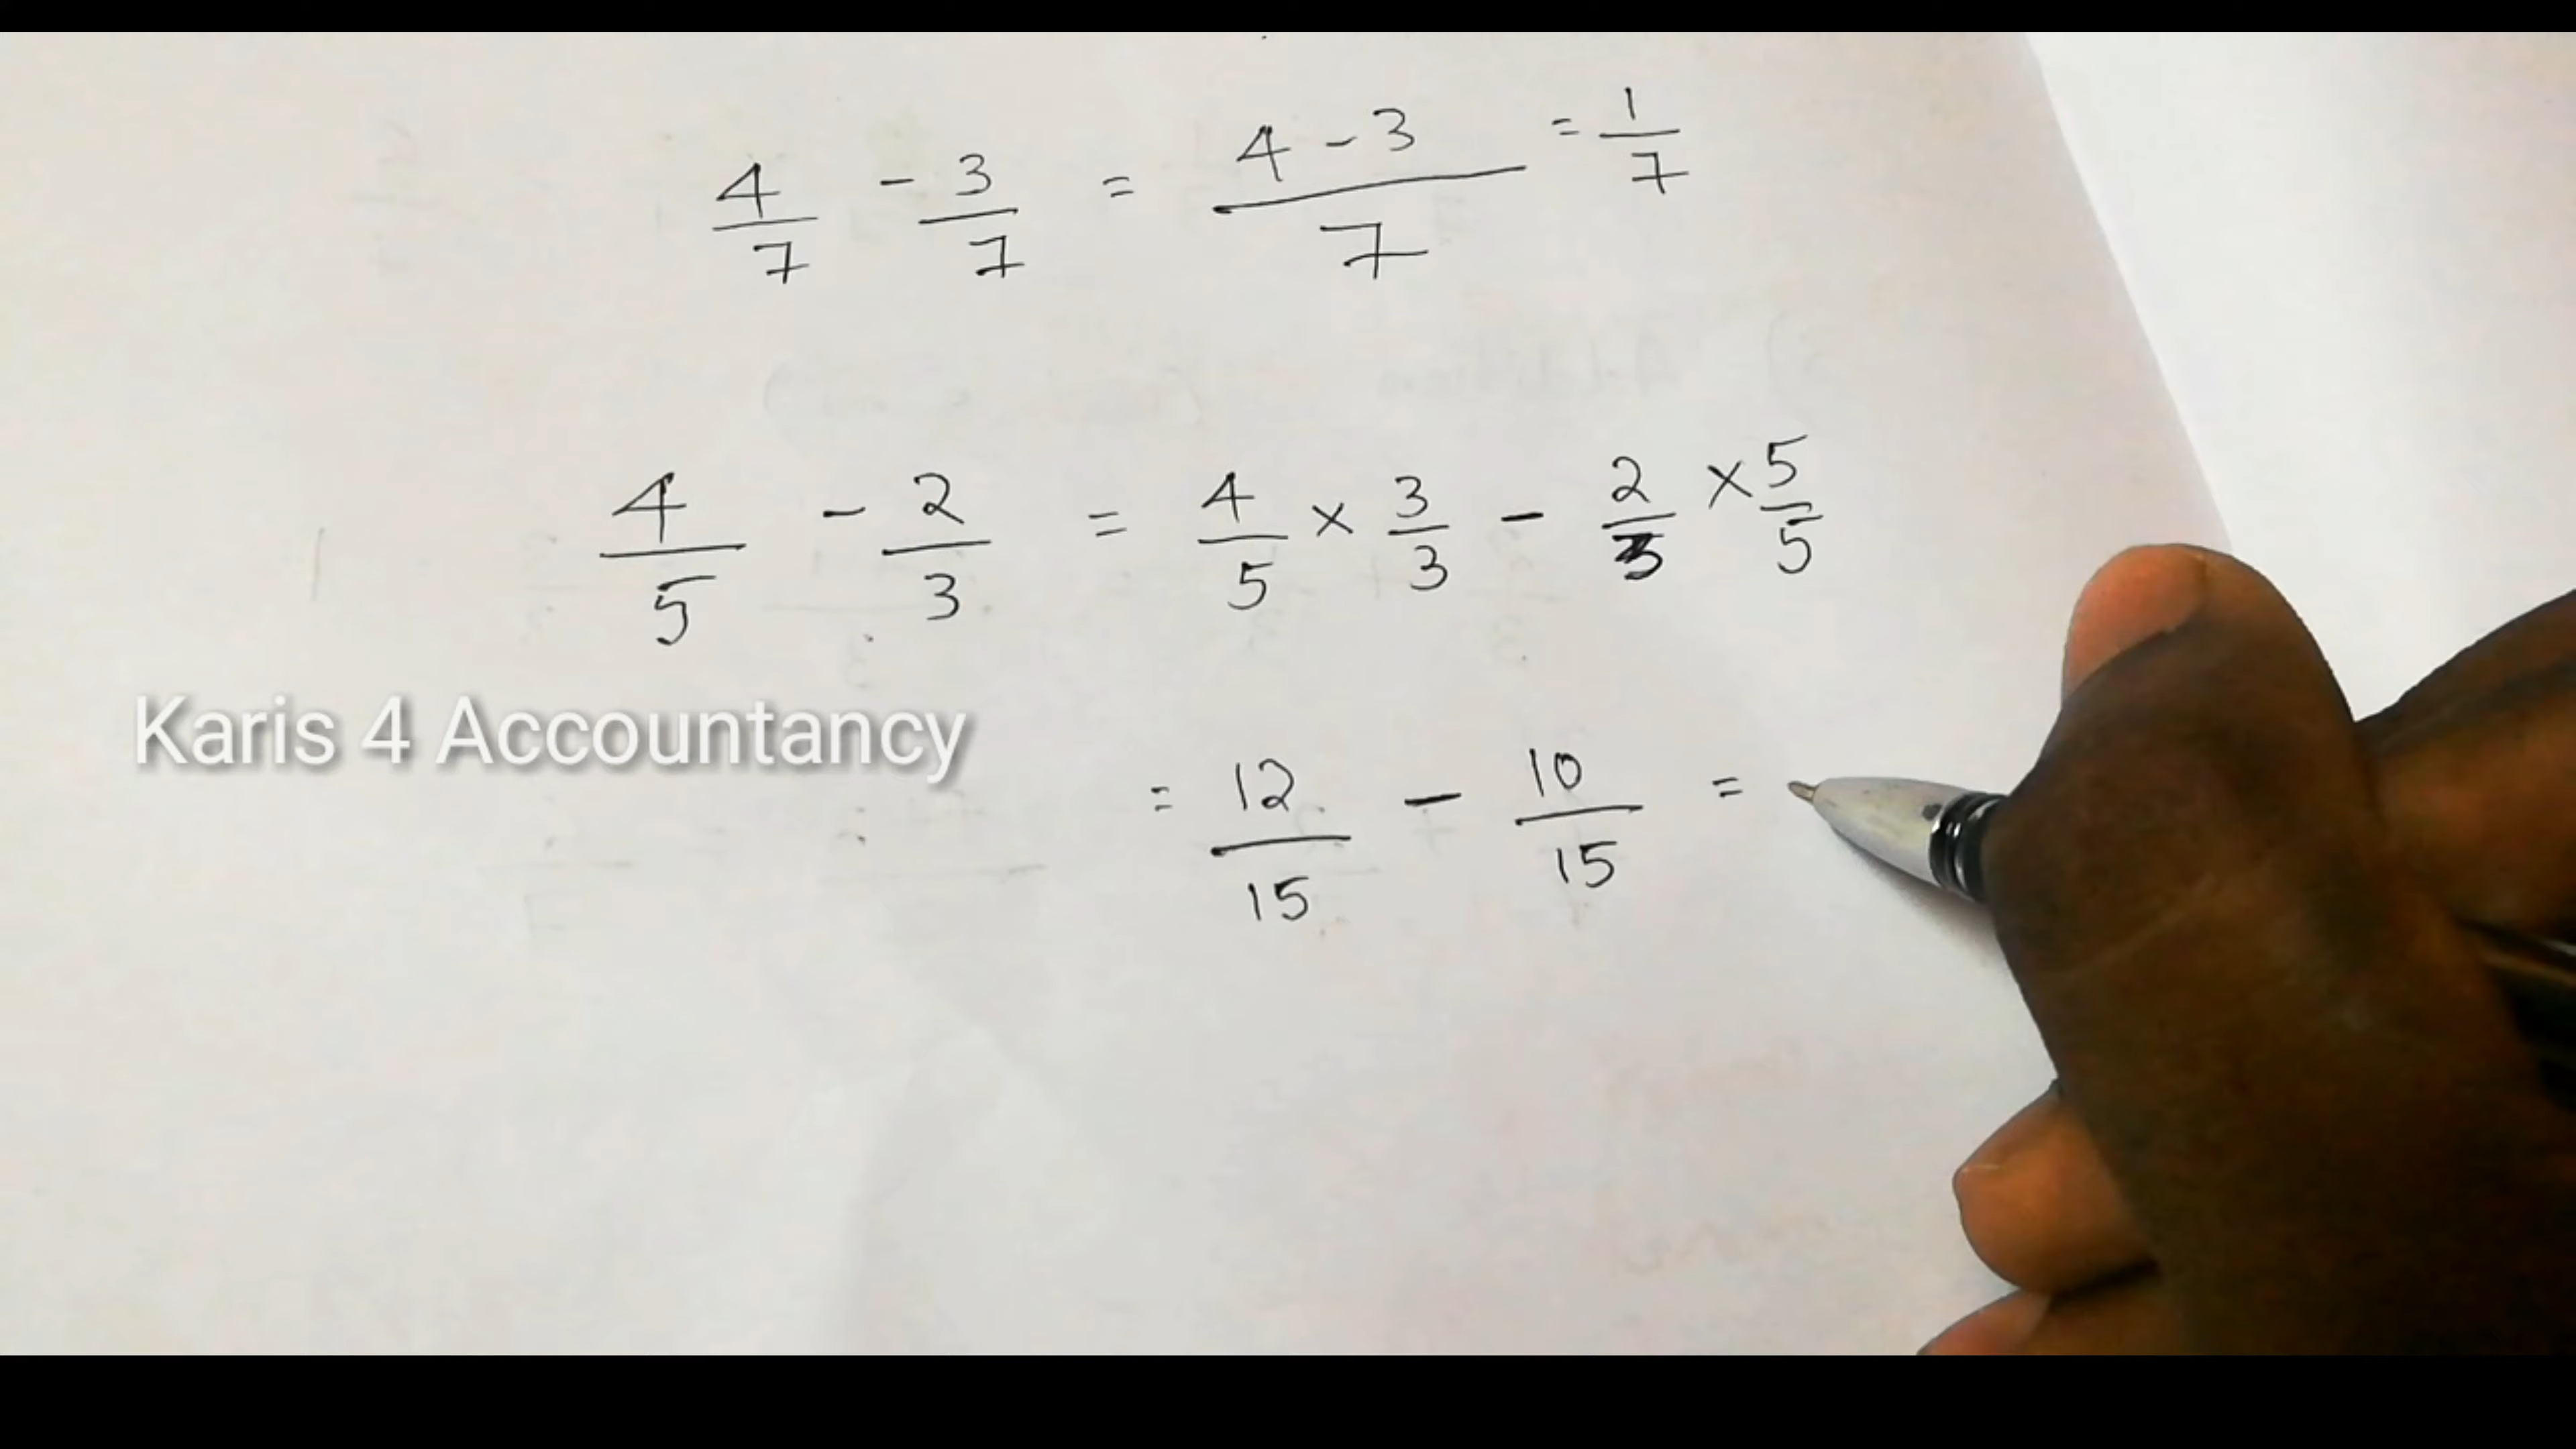 4/7 - 3/7 = 4 - 3/7 = 1/7
4/5 - 2/3 = 4/5 × 3/3 - 2/3 × 5/5
Karis 4 Accountancy
= 12/15 - 10/15 =